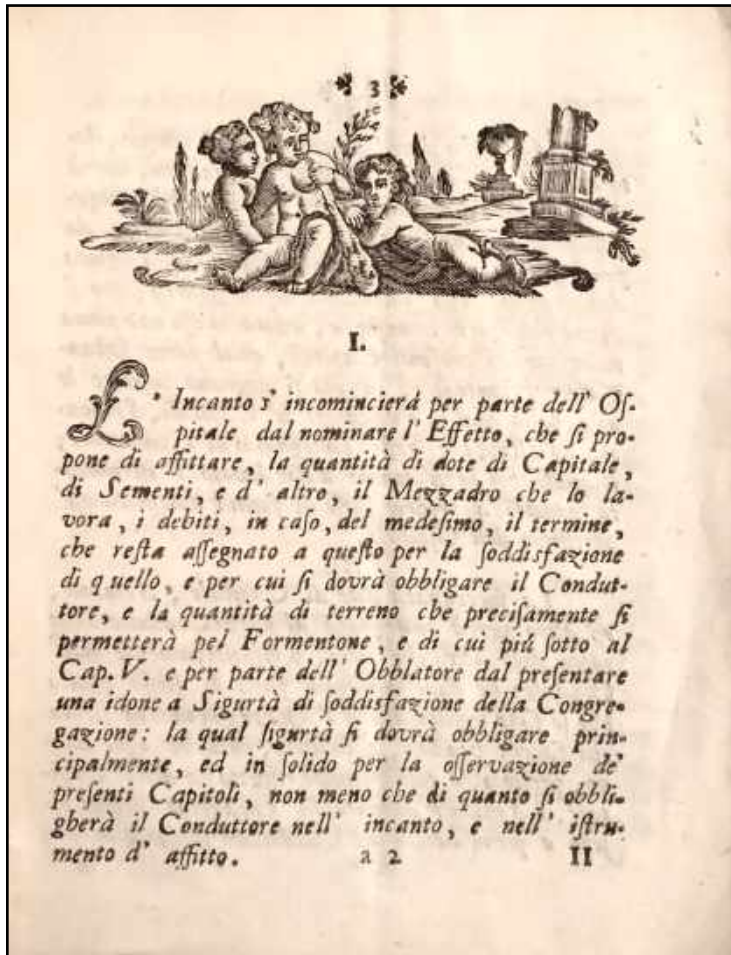 3
I.
L' Incanto s' incomincierá per parte dell' Oſ-
pitale dal nominare l' Effetto, che ſi pro-
pone di affittare, la quantità di dote di Capitale,
di Sementi, e d' altro, il Mezzadro che lo la-
vora, i debiti, in caſo, del medeſimo, il termine,
che reſta aſſegnato a queſto per la ſoddisfazione
di quello, e per cui ſi dovrà obbligare il Condut-
tore, e la quantità di terreno che preciſamente ſi
permetterà pel Formentone, e di cui piú ſotto al
Cap. V. e per parte dell' Obblatore dal preſentare
una idonea Sigurtà di ſoddisfazione della Congre-
gazione: la qual ſigurtà ſi dovrà obbligare prin-
cipalmente, ed in ſolido per la oſſervazione de'
preſenti Capitoli, non meno che di quanto ſi obbli-
gherà il Conduttore nell' incanto, e nell' iſtru-
mento d' affitto. a 2 II